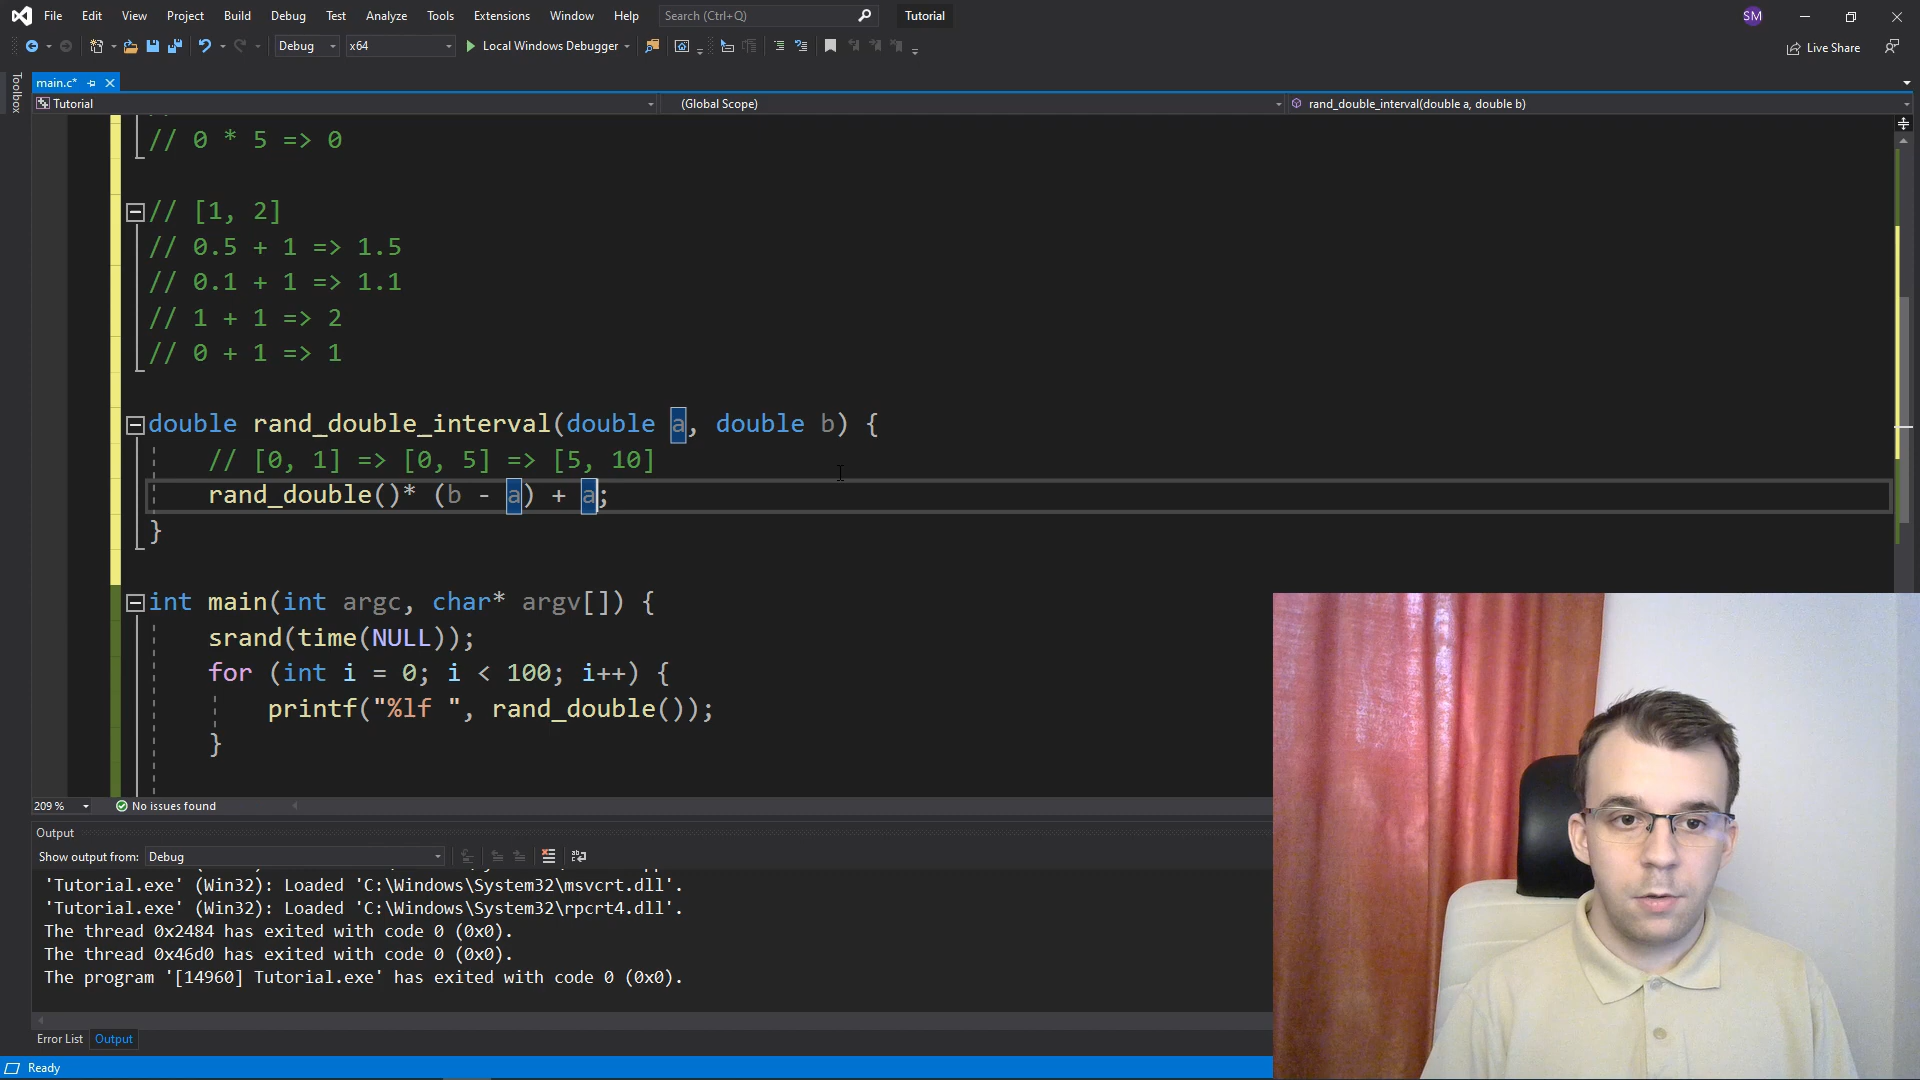 File Edit View Project Build Debug Test Analyze Tools Extensions Window Help Search (Ctrl+Q) Tutorial SM
Debug x64 Local Windows Debugger Live Share
Toolbox
main.c*
Tutorial (Global Scope) rand_double_interval(double a, double b)
// 0 * 5 => 0
// [1, 2]
// 0.5 + 1 => 1.5
// 0.1 + 1 => 1.1
// 1 + 1 => 2
// 0 + 1 => 1
double rand_double_interval(double a, double b) {
// [0, 1] => [0, 5] => [5, 10]
rand_double()* (b - a) + a;
}
int main(int argc, char* argv[]) {
srand(time(NULL));
for (int i = 0; i < 100; i++) {
printf("%lf ", rand_double());
}
209 % No issues found
Output
Show output from: Debug
'Tutorial.exe' (Win32): Loaded 'C:\Windows\System32\msvcrt.dll'.
'Tutorial.exe' (Win32): Loaded 'C:\Windows\System32\rpcrt4.dll'.
The thread 0x2484 has exited with code 0 (0x0).
The thread 0x46d0 has exited with code 0 (0x0).
The program '[14960] Tutorial.exe' has exited with code 0 (0x0).
Error List Output
Ready